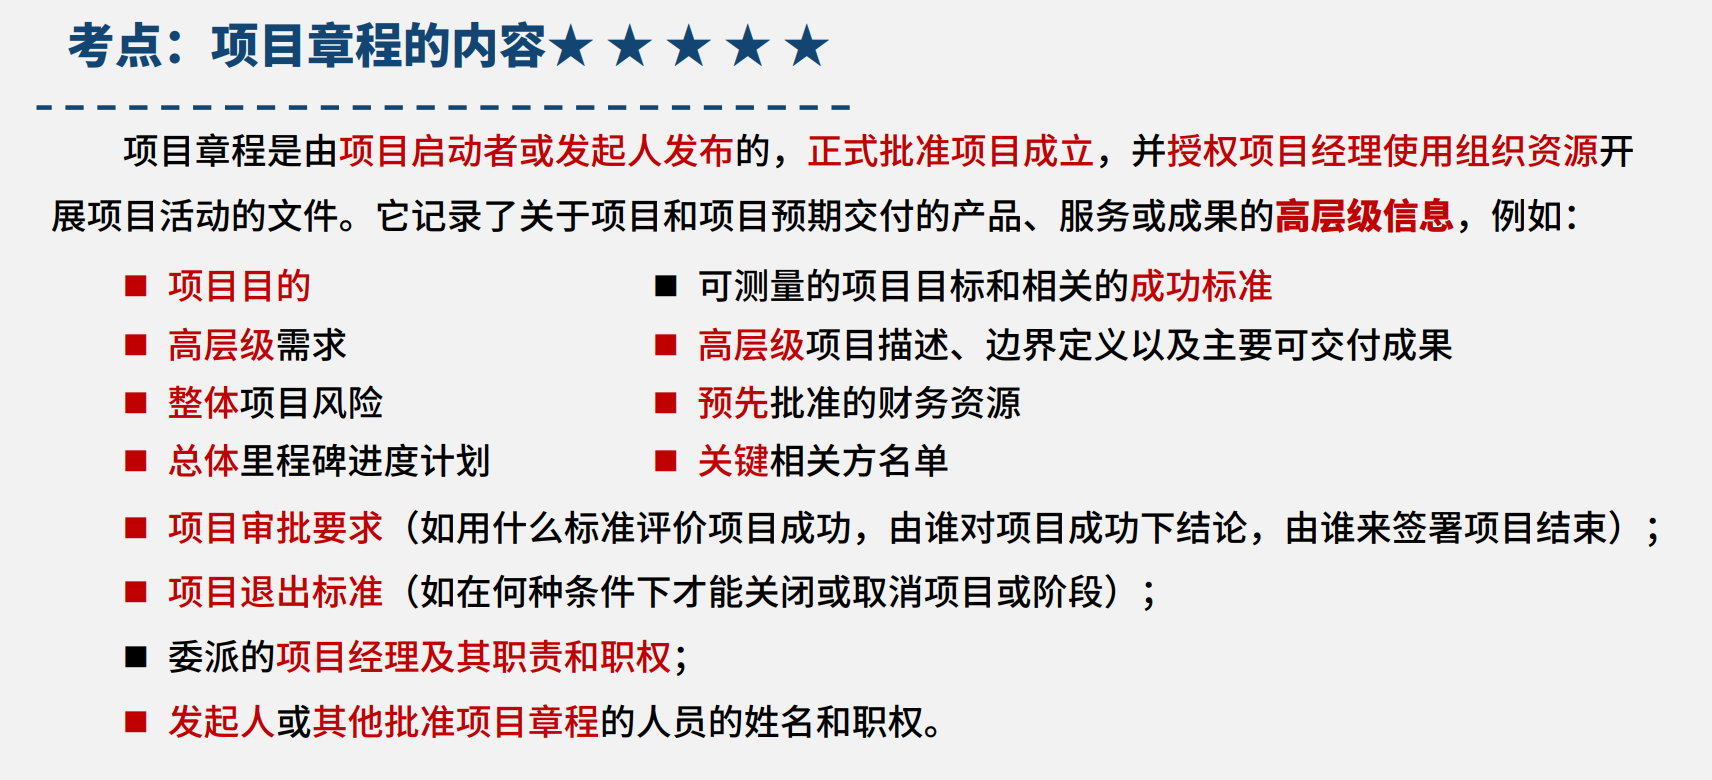 考点：项目章程的内容★★★★★
项目章程是由项目启动者或发起人发布的，正式批准项目成立，并授权项目经理使用组织资源开
展项目活动的文件。它记录了关于项目和项目预期交付的产品、服务或成果的高层级信息，例如：
■ 项目目的
■ 可测量的项目目标和相关的成功标准
■ 高层级需求
■ 高层级项目描述、边界定义以及主要可交付成果
■ 整体项目风险
■ 预先批准的财务资源
■ 总体里程碑进度计划
■ 关键相关方名单
■ 项目审批要求（如用什么标准评价项目成功，由谁对项目成功下结论，由谁来签署项目结束）；
■ 项目退出标准（如在何种条件下才能关闭或取消项目或阶段）；
■ 委派的项目经理及其职责和职权；
■ 发起人或其他批准项目章程的人员的姓名和职权。